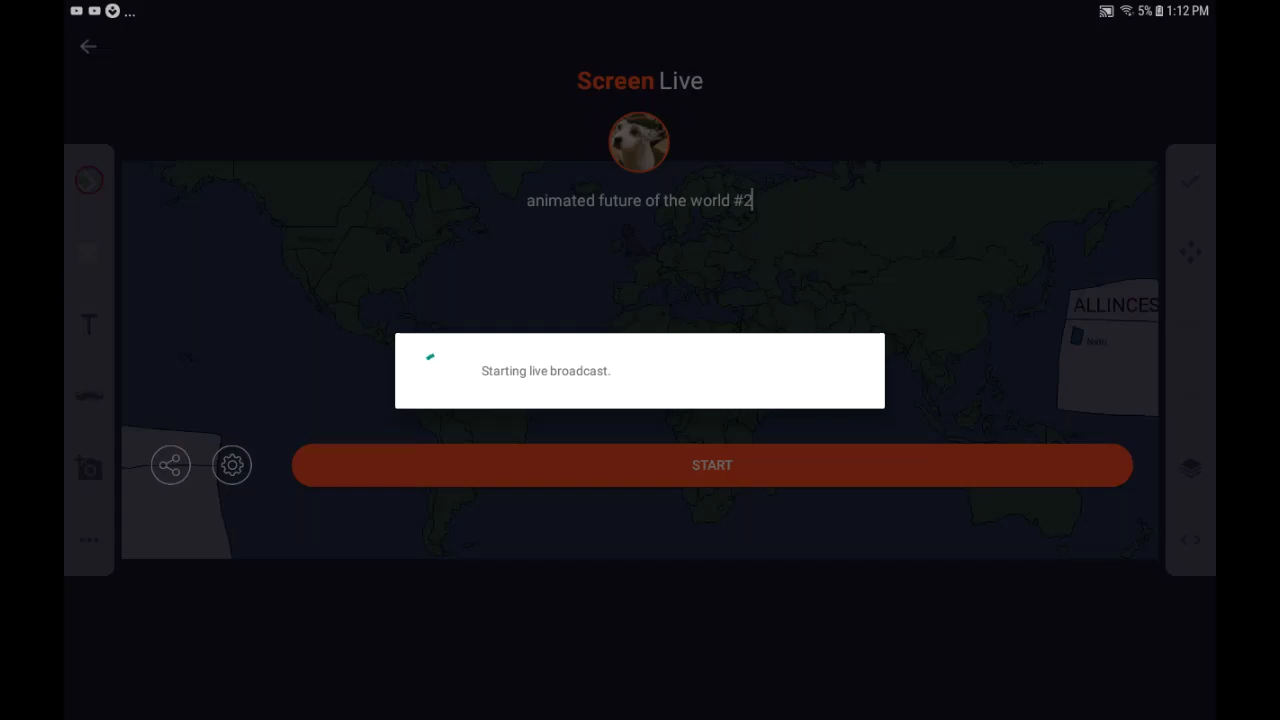 ... 5% 1:12 PM
Screen Live
animated future of the world #2
T
ALLINCES
Starting live broadcast.
START